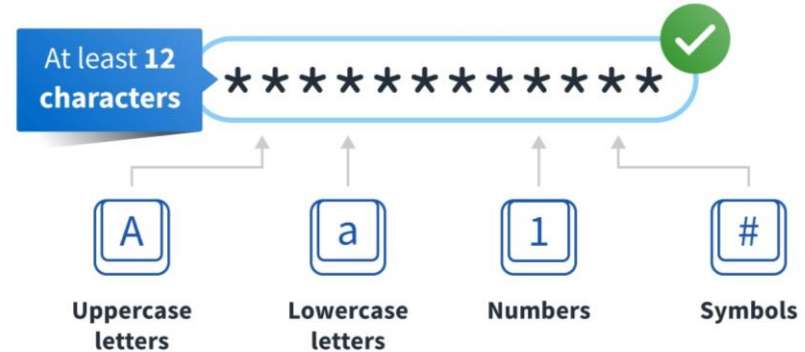 At least 12
characters
************
A
a
1
#
Uppercase
letters
Lowercase
letters
Numbers
Symbols